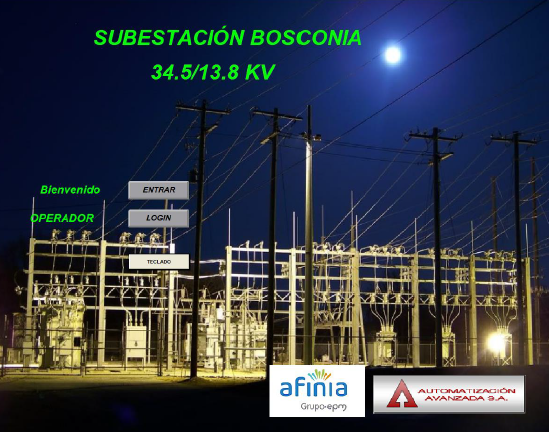 SUBESTACIÓN BOSCONIA
34.5/13.8 KV
Bienvenido
ENTRAR
OPERADOR
LOGIN
TECLADO
afinia
Grupo·epm
AUTOMATIZACIÓN
AVANZADA S.A.